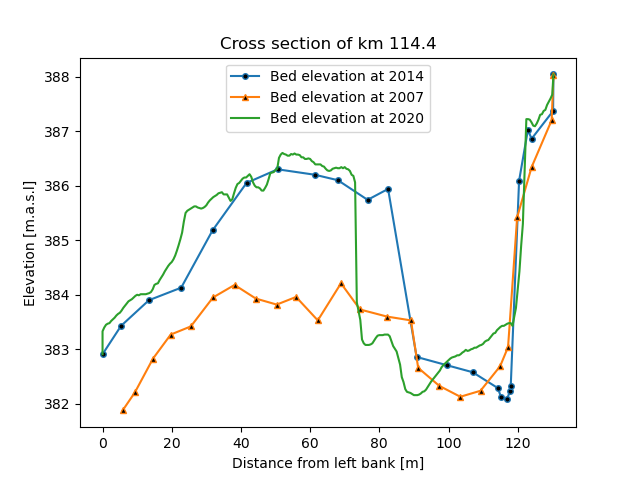 Cross section of km 114.4
Bed elevation at 2014
Bed elevation at 2007
Bed elevation at 2020
Elevation [m.a.s.l]
388
387
386
385
384
383
382
0 20 40 60 80 100 120
Distance from left bank [m]